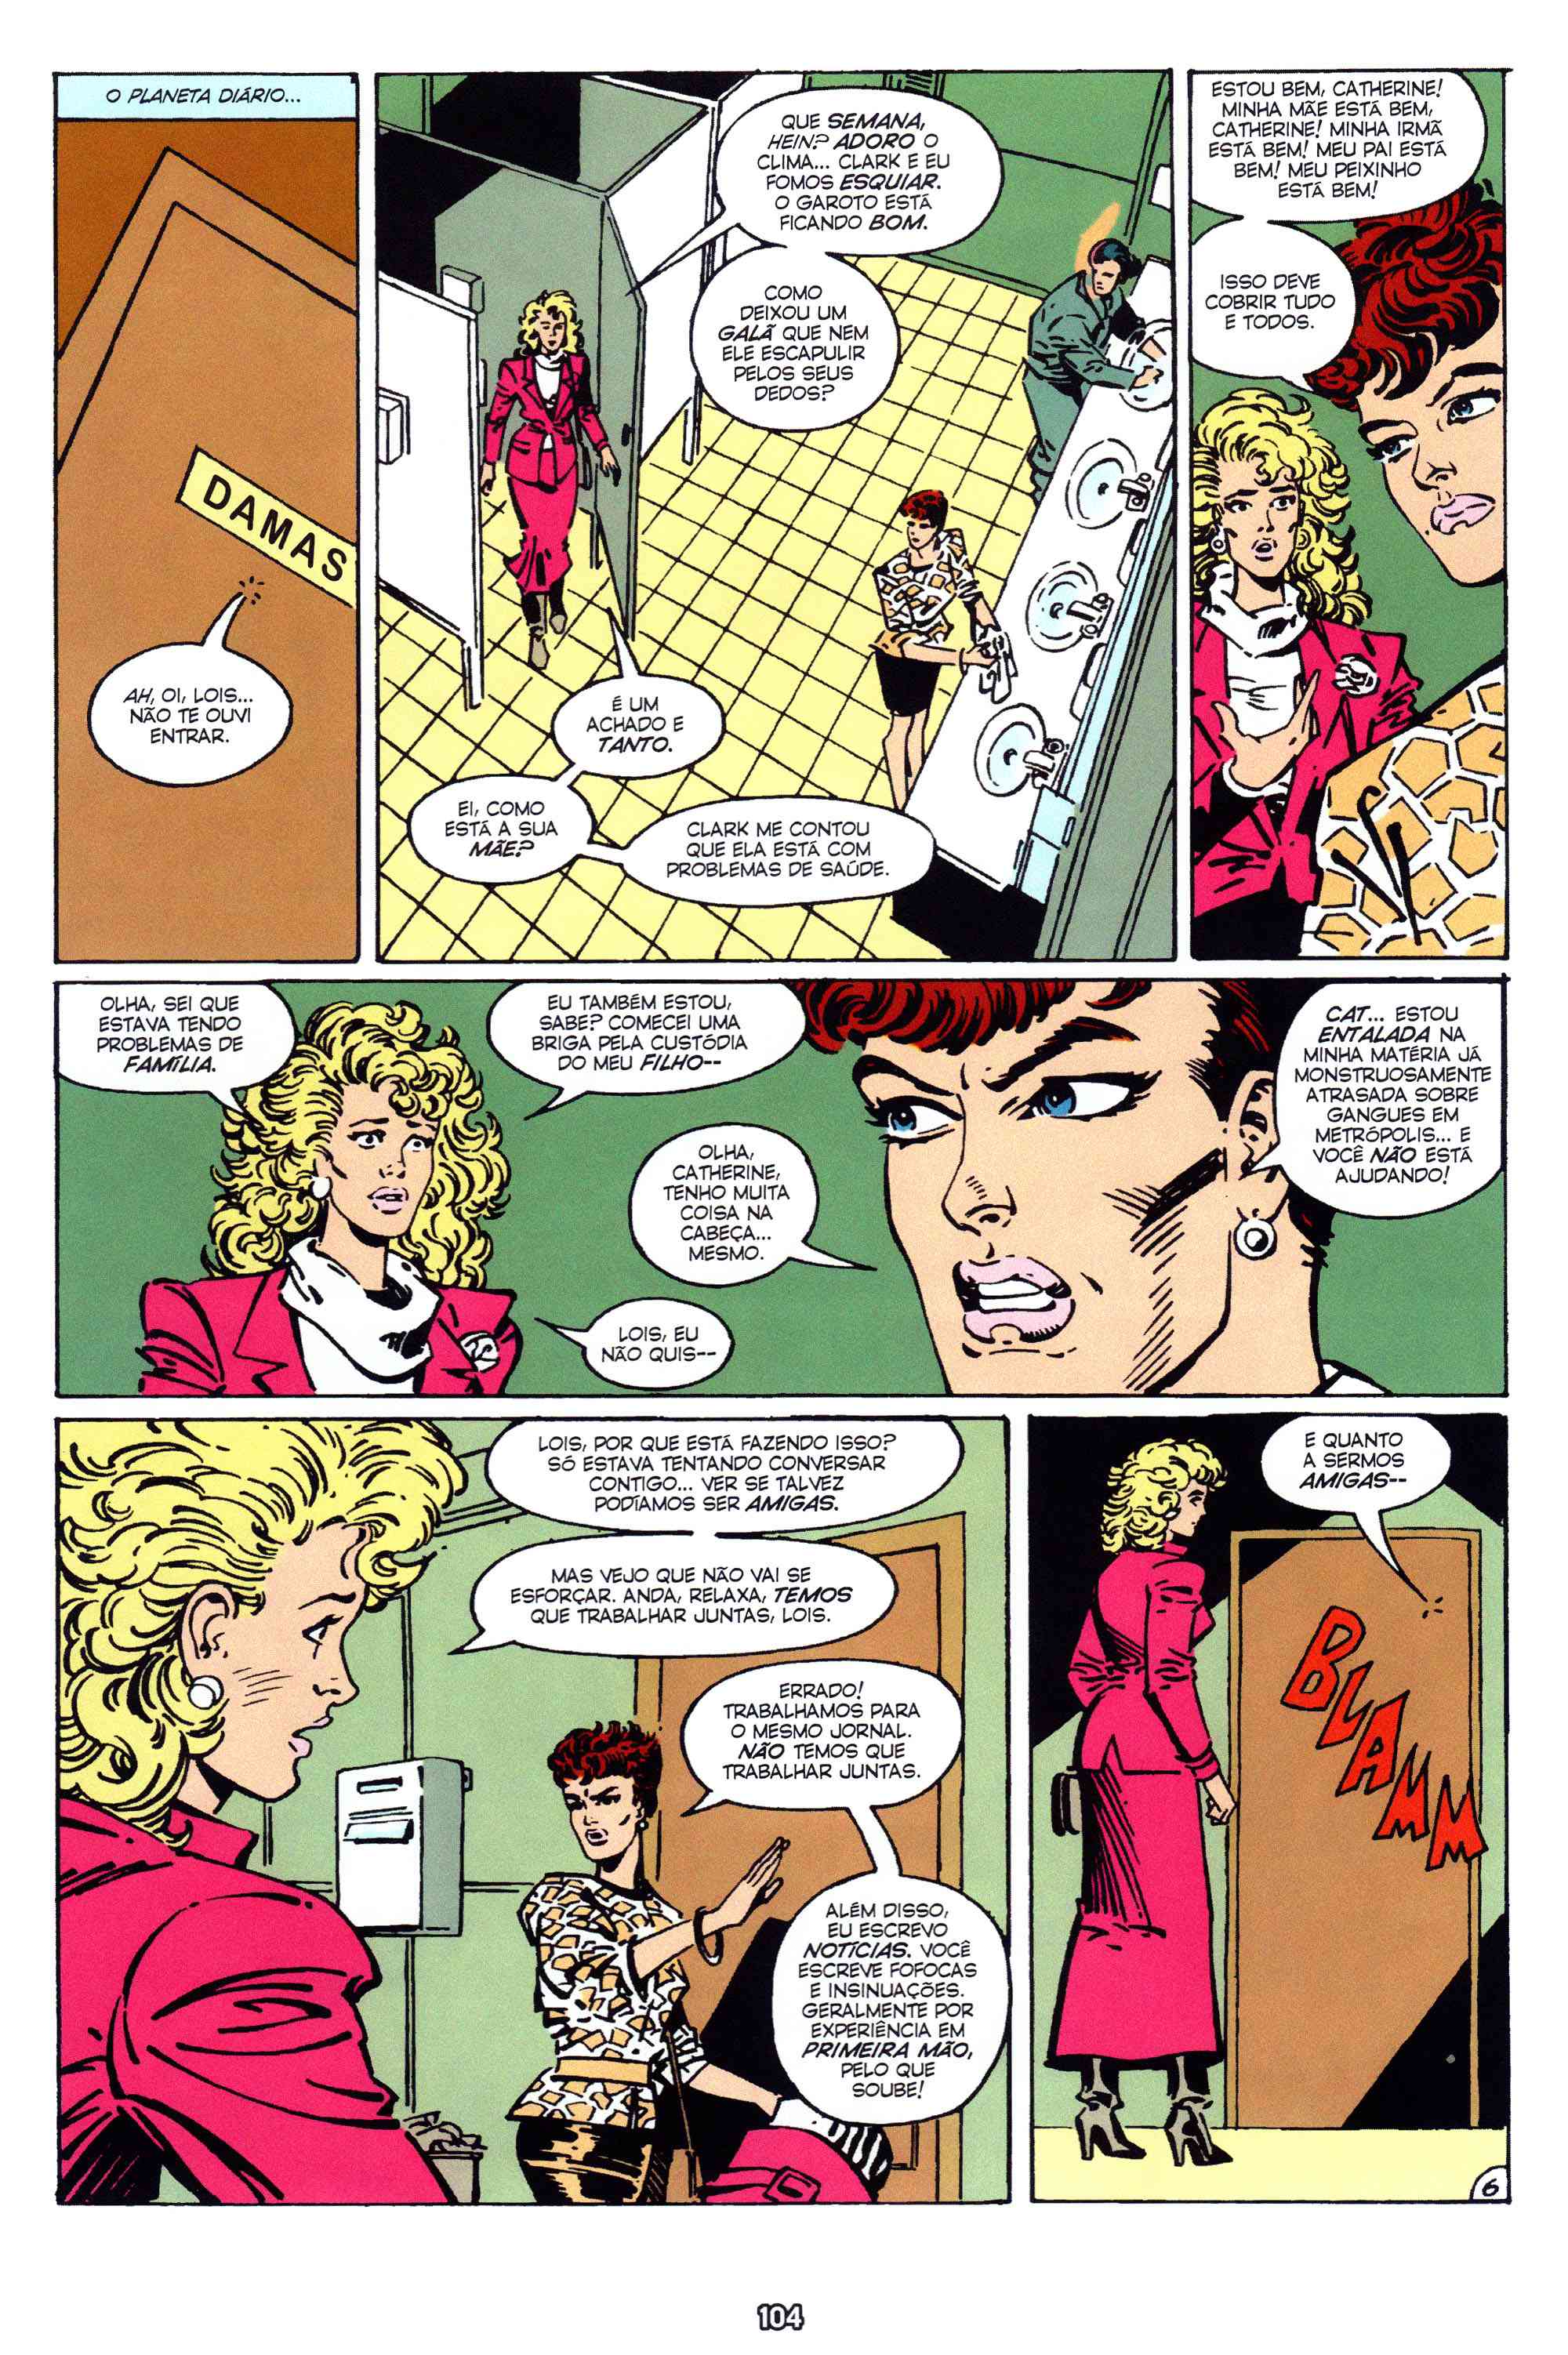 O PLANETA DIÁRIO...
DAMAS
AH, OI, LOIS...
NÃO TE OUVI
ENTRAR.
QUE SEMANA,
HEIN? ADORO O
CLIMA... CLARK E EU
FOMOS ESQUIAR.
O GAROTO ESTÁ
FICANDO BOM.
COMO
DEIXOU UM
GALÃ QUE NEM
ELE ESCAPULIR
PELOS SEUS
DEDOS?
É UM
ACHADO E
TANTO.
EI, COMO
ESTÁ A SUA
MÃE?
CLARK ME CONTOU
QUE ELA ESTÁ COM
PROBLEMAS DE SAÚDE.
ESTOU BEM, CATHERINE!
MINHA MÃE ESTÁ BEM,
CATHERINE! MINHA IRMÃ
ESTÁ BEM! MEU PAI ESTÁ
BEM! MEU PEIXINHO
ESTÁ BEM!
ISSO DEVE
COBRIR TUDO
E TODOS.
OLHA, SEI QUE
ESTAVA TENDO
PROBLEMAS DE
FAMÍLIA.
EU TAMBÉM ESTOU,
SABE? COMECEI UMA
BRIGA PELA CUSTÓDIA
DO MEU FILHO--
OLHA,
CATHERINE,
TENHO MUITA
COISA NA
CABEÇA...
MESMO.
LOIS, EU
NÃO QUIS--
CAT... ESTOU
ENTALADA NA
MINHA MATÉRIA JÁ
MONSTRUOSAMENTE
ATRASADA SOBRE
GANGUES EM
METRÓPOLIS... E
VOCÊ NÃO ESTÁ
AJUDANDO!
LOIS, POR QUE ESTÁ FAZENDO ISSO?
SÓ ESTAVA TENTANDO CONVERSAR
CONTIGO... VER SE TALVEZ
PODÍAMOS SER AMIGAS.
MAS VEJO QUE NÃO VAI SE
ESFORÇAR. ANDA, RELAXA, TEMOS
QUE TRABALHAR JUNTAS, LOIS.
ERRADO!
TRABALHAMOS PARA
O MESMO JORNAL.
NÃO TEMOS QUE
TRABALHAR JUNTAS.
ALÉM DISSO,
EU ESCREVO
NOTÍCIAS. VOCÊ
ESCREVE FOFOCAS
E INSINUAÇÕES.
GERALMENTE POR
EXPERIÊNCIA EM
PRIMEIRA MÃO,
PELO QUE
SOUBE!
E QUANTO
A SERMOS
AMIGAS--
BLAMM
6
104